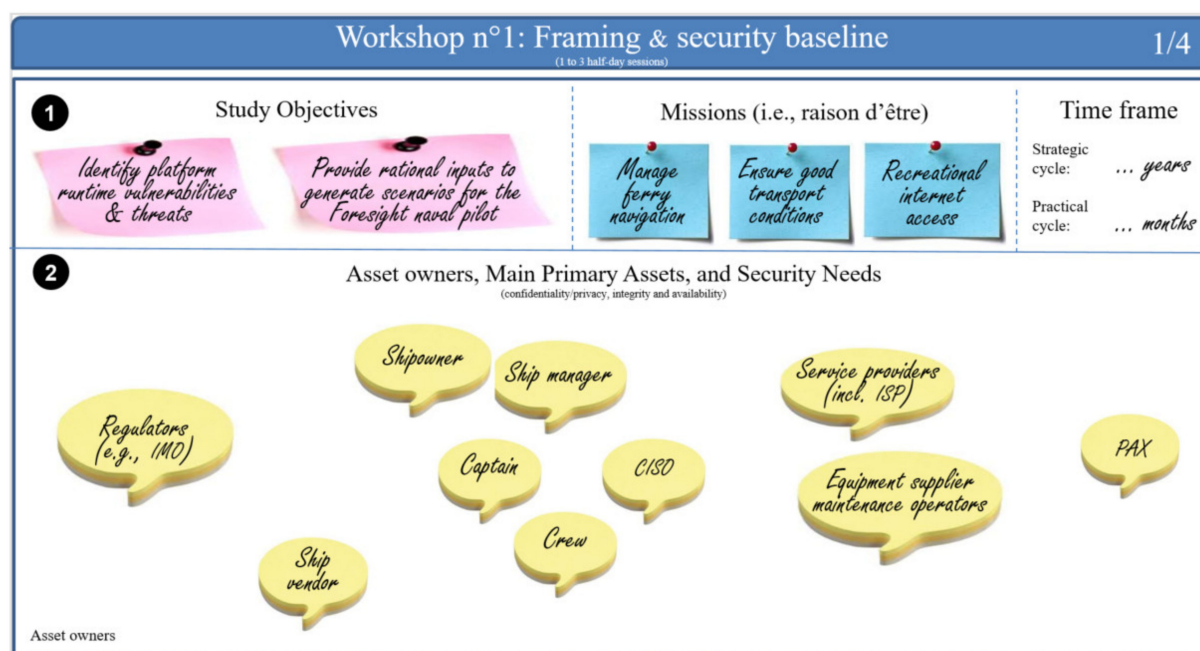 Workshop n°1: Framing & security baseline
(1 to 3 half-day sessions)
1/4
1
Study Objectives
Identify platform
runtime vulnerabilities
& threats
Provide rational inputs to
generate scenarios for the
Foresight naval pilot
Missions (i.e., raison d’être)
Manage
ferry
navigation
Ensure good
transport
conditions
Recreational
internet
access
Time frame
Strategic
cycle:
... years
Practical
cycle:
... months
2
Asset owners, Main Primary Assets, and Security Needs
(confidentiality/privacy, integrity and availability)
Regulators
(e.g., IMO)
Shipowner
Ship manager
Service providers
(incl. ISP)
PAX
Captain
CISO
Equipment supplier
maintenance operators
Crew
Ship
vendor
Asset owners